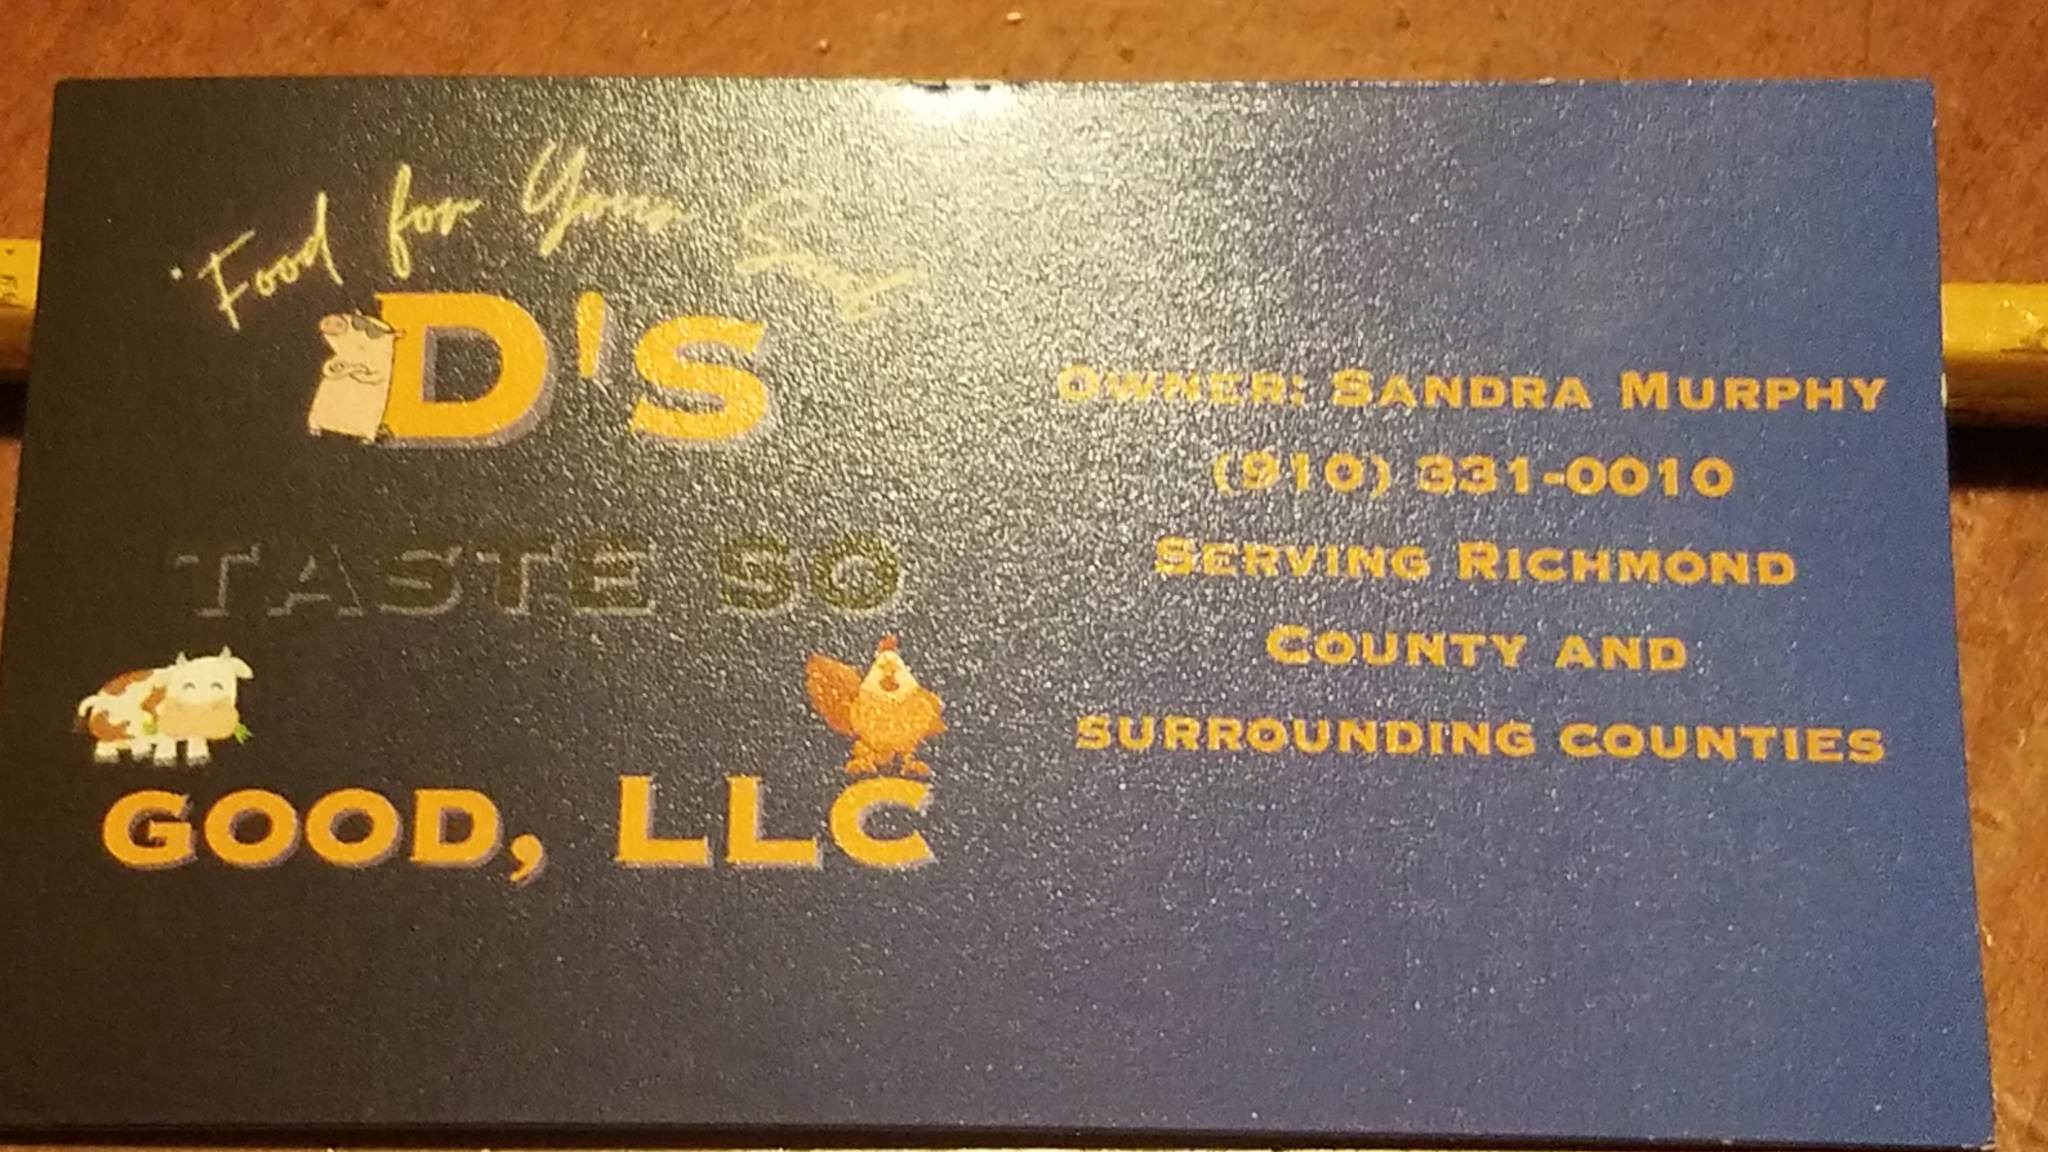 "Food for Your Soul"
D's
TASTE SO
GOOD, LLC
OWNER: SANDRA MURPHY
(910) 331-0010
SERVING RICHMOND
COUNTY AND
SURROUNDING COUNTIES